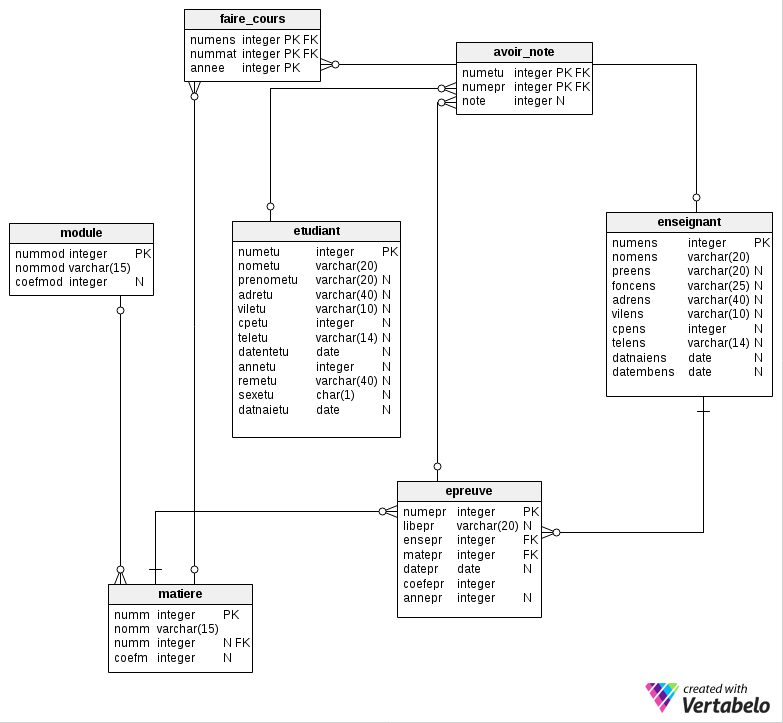 faire_cours
numens integer PK FK
nummat integer PK FK
annee integer PK
avoir_note
numetu integer PK FK
numepr integer PK FK
note integer N
module
nummod integer PK
nommod varchar(15)
coefmod integer N
etudiant
numetu integer PK
nometu varchar(20)
prenometu varchar(20) N
adretu varchar(40) N
viletu varchar(10) N
cpetu integer N
teletu varchar(14) N
datentetu date N
annetu integer N
remetu varchar(40) N
sexetu char(1) N
datnaietu date N
enseignant
numens integer PK
nomens varchar(20)
preens varchar(20) N
foncens varchar(25) N
adrens varchar(40) N
vilens varchar(10) N
cpens integer N
telens varchar(14) N
datnaiens date N
datembens date N
epreuve
numepr integer PK
libepr varchar(20) N
ensepr integer FK
matepr integer FK
datepr date N
coefepr integer
annepr integer N
matiere
numm integer PK
nomm varchar(15)
numm integer N FK
coefm integer N
created with
Vertabelo